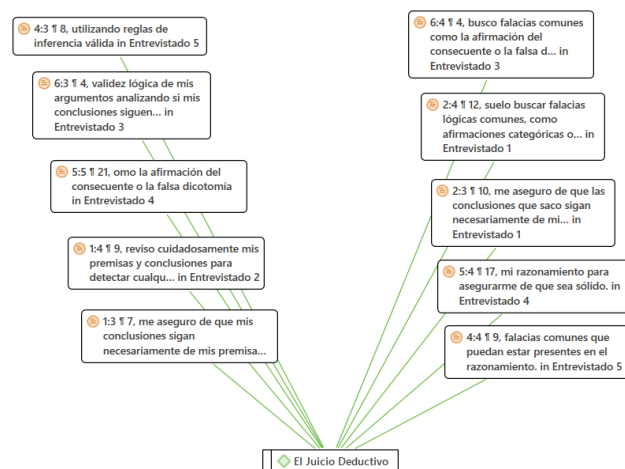 4:3 ¶ 8, utilizando reglas de
inferencia válida in Entrevistado 5
6:3 ¶ 4, validez lógica de mis
argumentos analizando si mis
conclusiones siguen... in
Entrevistado 3
5:5 ¶ 21, omo la afirmación del
consecuente o la falsa dicotomía
in Entrevistado 4
1:4 ¶ 9, reviso cuidadosamente mis
premisas y conclusiones para
detectar cualqu... in Entrevistado 2
1:3 ¶ 7, me aseguro de que mis
conclusiones sigan
necesariamente de mis premisa...
6:4 ¶ 4, busco falacias comunes
como la afirmación del
consecuente o la falsa d... in
Entrevistado 3
2:4 ¶ 12, suelo buscar falacias
lógicas comunes, como
afirmaciones categóricas o... in
Entrevistado 1
2:3 ¶ 10, me aseguro de que las
conclusiones que saco sigan
necesariamente de mi... in
Entrevistado 1
5:4 ¶ 17, mi razonamiento para
asegurarme de que sea sólido. in
Entrevistado 4
4:4 ¶ 9, falacias comunes que
puedan estar presentes en el
razonamiento. in Entrevistado 5
El Juicio Deductivo